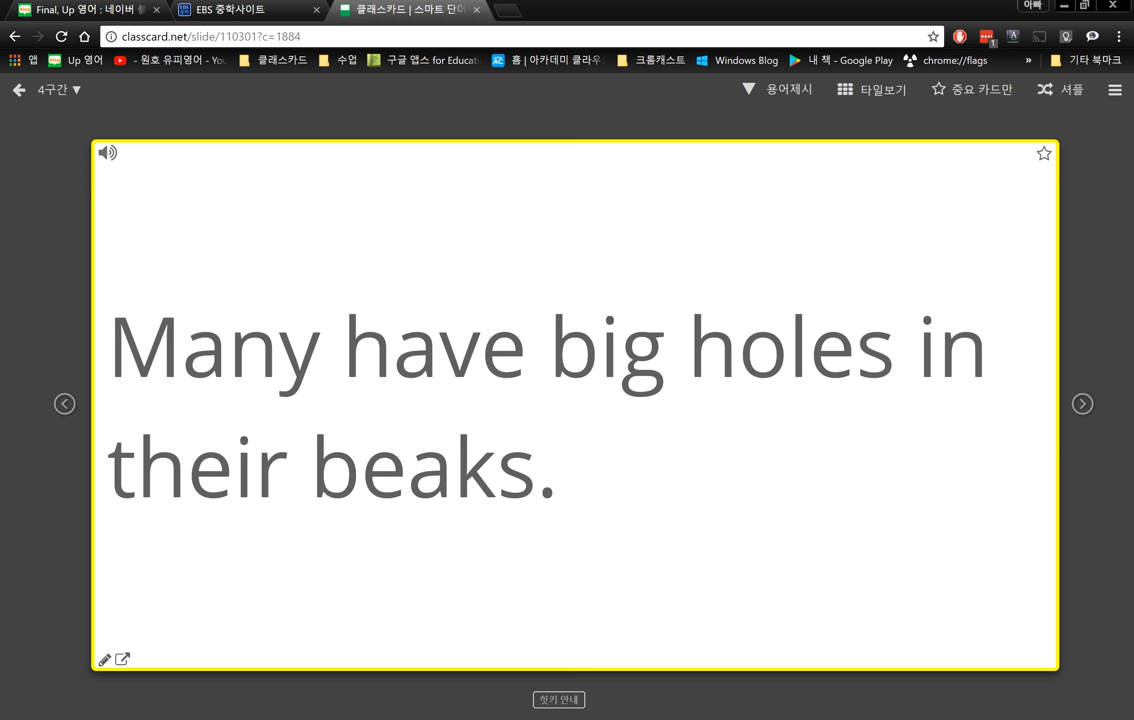 Final, Up 영어 : 네이버
EBS 중학사이트
클래스카드 | 스마트 단어
아빠
classcard.net/slide/110301?c=1884
앱
Up 영어
- 원호 유피영어 - You
클래스카드
수업
구글 앱스 for Educati
홈 | 아카데미 클라우
크롬캐스트
Windows Blog
내 책 - Google Play
chrome://flags
»
기타 북마크
4구간 ▼
▼ 용어제시
타일보기
중요 카드만
셔플
Many have big holes in
their beaks.
핫키 안내